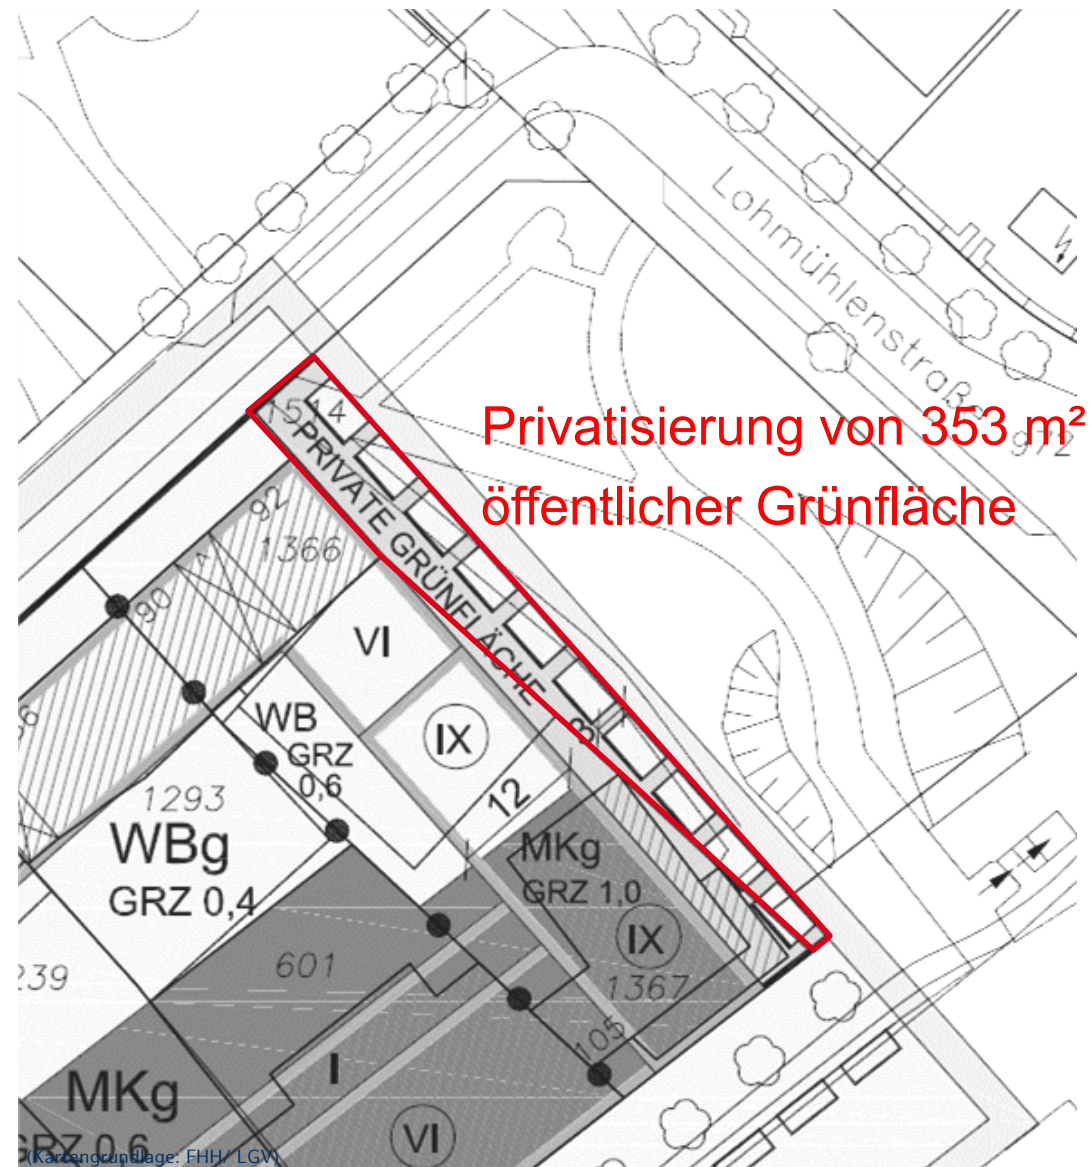 Lohmühlenstraße
972
Privatisierung von 353 m²
öffentlicher Grünfläche
1514
PRIVATE GRÜNFLÄCHE
92
1366
90
VI
IX
WB
GRZ
0,6
3
12
1293
WBg
GRZ 0,4
MKg
GRZ 1,0
IX
1367
239
601
105
I
MKg
GRZ 0,6
VI
(Kartengrundlage: FHH/ LGV)